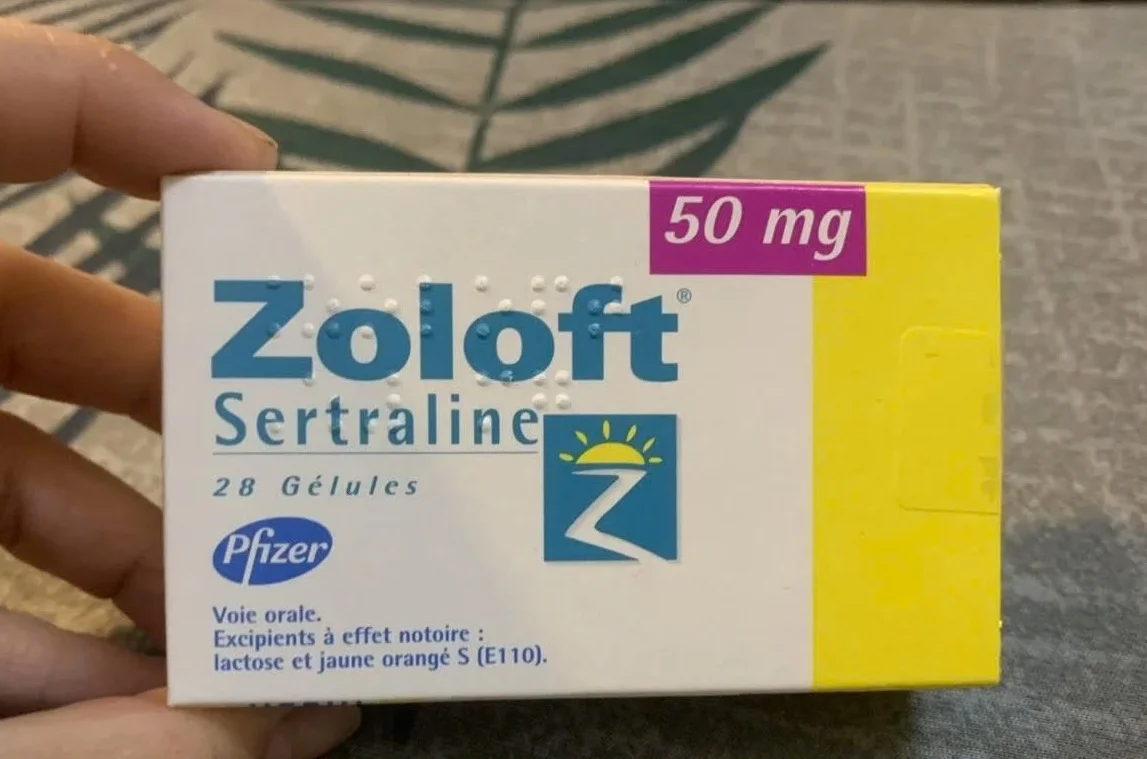 50 mg
Zoloft®
Sertraline
28 Gélules
Pfizer
Voie orale.
Excipients à effet notoire :
lactose et jaune orangé S (E110).